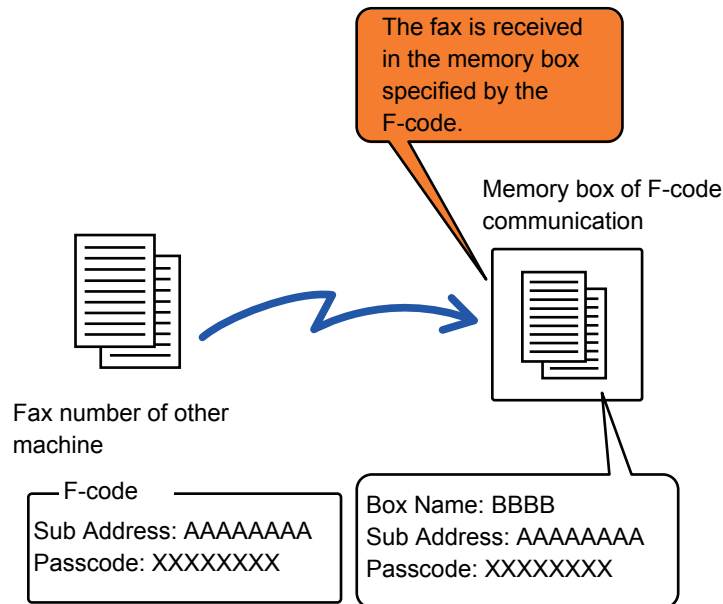 The fax is received
in the memory box
specified by the
F-code.
Memory box of F-code
communication
Fax number of other
machine
F-code
Sub Address: AAAAAAAA
Passcode: XXXXXXXX
Box Name: BBBB
Sub Address: AAAAAAAA
Passcode: XXXXXXXX